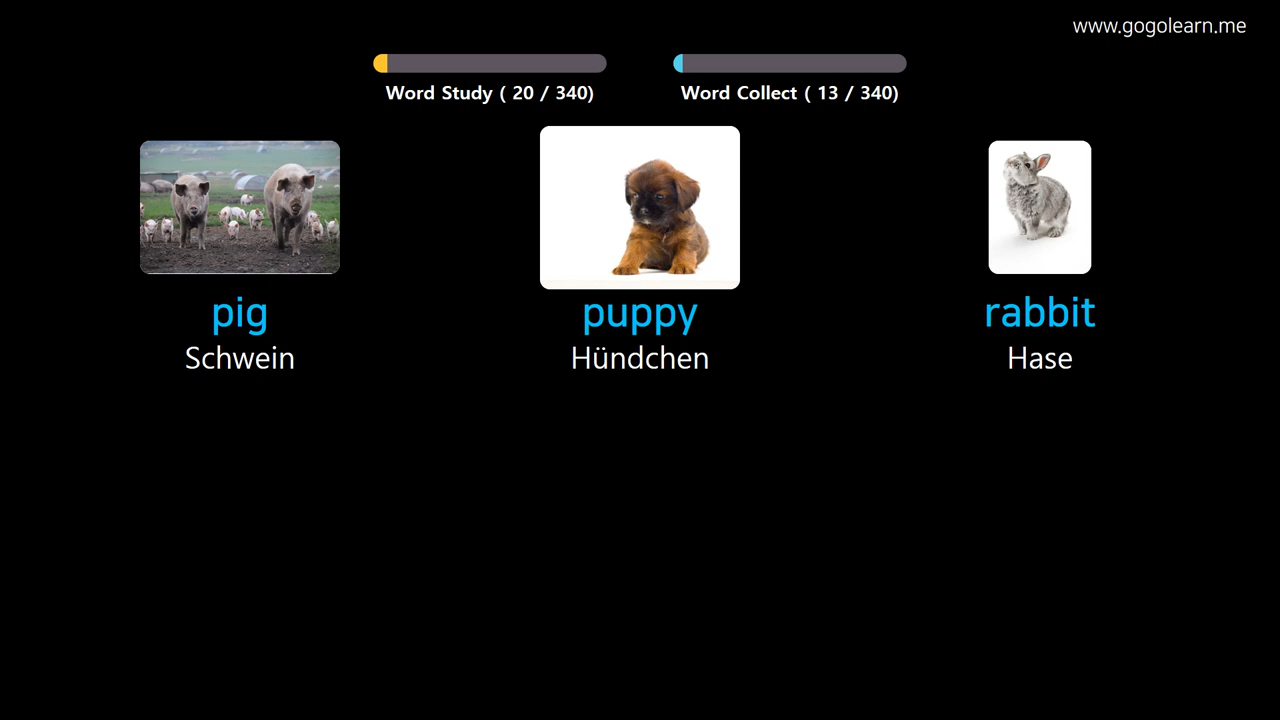 www.gogolearn.me
Word Study ( 20 / 340)
Word Collect ( 13 / 340)
pig
Schwein
puppy
Hündchen
rabbit
Hase